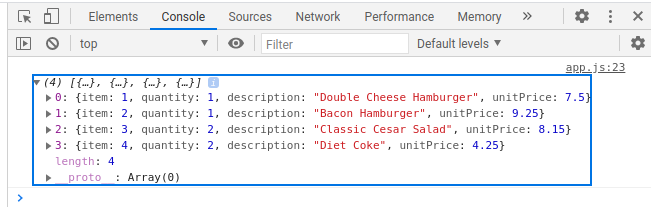 Elements Console Sources Network Performance Memory »
top Filter Default levels
app.js:23
(4) [{…}, {…}, {…}, {…}] i
0: {item: 1, quantity: 1, description: "Double Cheese Hamburger", unitPrice: 7.5}
1: {item: 2, quantity: 1, description: "Bacon Hamburger", unitPrice: 9.25}
2: {item: 3, quantity: 2, description: "Classic Cesar Salad", unitPrice: 8.15}
3: {item: 4, quantity: 2, description: "Diet Coke", unitPrice: 4.25}
length: 4
__proto__: Array(0)